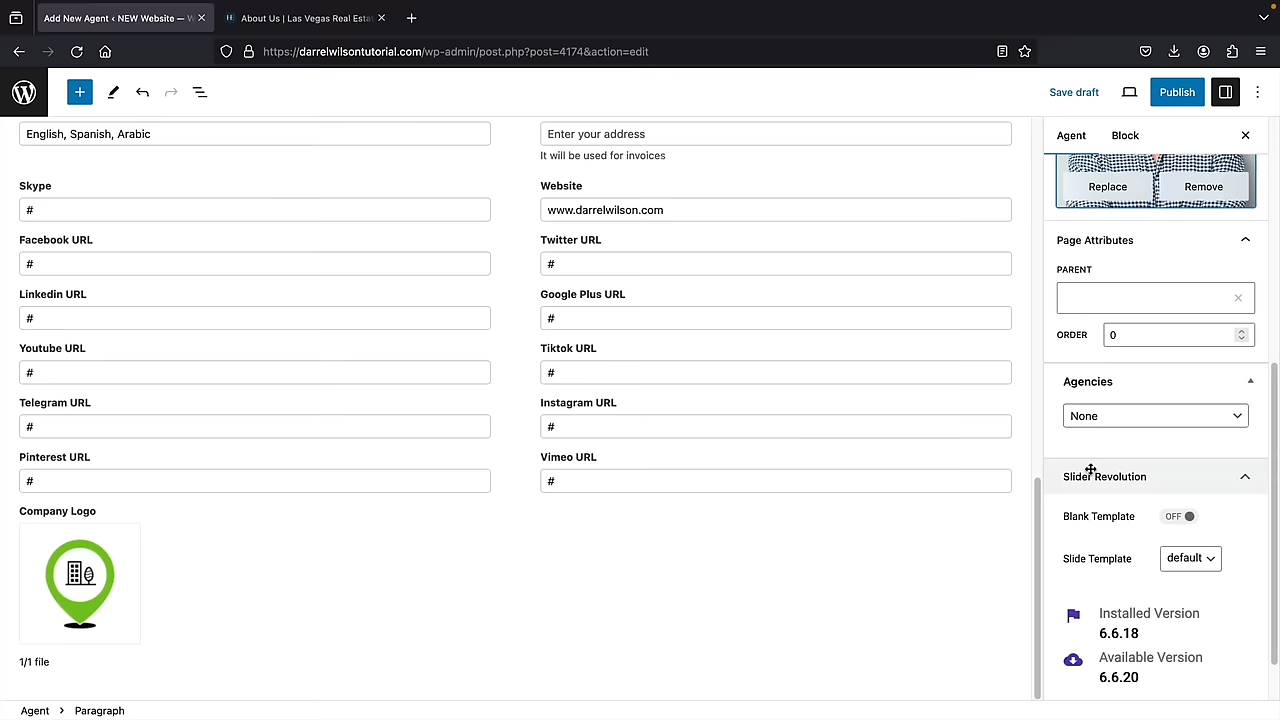 Add New Agent ‹ NEW Website — W
About Us | Las Vegas Real Esta
https://darrelwilsontutorial.com/wp-admin/post.php?post=4174&action=edit
Save draft
Publish
English, Spanish, Arabic
Enter your address
It will be used for invoices
Skype
Website
#
www.darrelwilson.com
Facebook URL
Twitter URL
#
#
Linkedin URL
Google Plus URL
#
#
Youtube URL
Tiktok URL
#
#
Telegram URL
Instagram URL
#
#
Pinterest URL
Vimeo URL
#
#
Company Logo
1/1 file
Agent
Block
Replace
Remove
Page Attributes
PARENT
ORDER
0
Agencies
None
Slider Revolution
Blank Template
OFF
Slide Template
default
Installed Version
6.6.18
Available Version
6.6.20
Agent > Paragraph